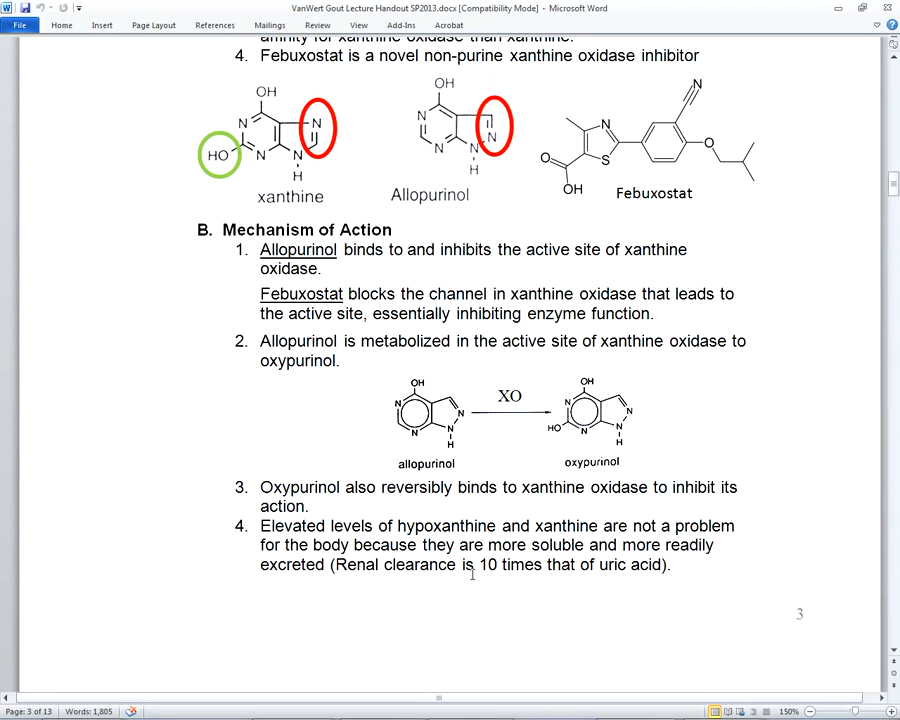 VanWert Gout Lecture Handout SP2013.docx [Compatibility Mode] - Microsoft Word
File Home Insert Page Layout References Mailings Review View Add-Ins Acrobat
affinity for xanthine oxidase than xanthine.
4. Febuxostat is a novel non-purine xanthine oxidase inhibitor
OH OH N
N N N N N
HO N N N N O
H H O S
OH
xanthine Allopurinol Febuxostat
B. Mechanism of Action
1. Allopurinol binds to and inhibits the active site of xanthine
oxidase.
Febuxostat blocks the channel in xanthine oxidase that leads to
the active site, essentially inhibiting enzyme function.
2. Allopurinol is metabolized in the active site of xanthine oxidase to
oxypurinol.
OH XO OH
N N N N
N N HO N N
H H
allopurinol oxypurinol
3. Oxypurinol also reversibly binds to xanthine oxidase to inhibit its
action.
4. Elevated levels of hypoxanthine and xanthine are not a problem
for the body because they are more soluble and more readily
excreted (Renal clearance is 10 times that of uric acid).
3
Page: 3 of 13 Words: 1,805 150%